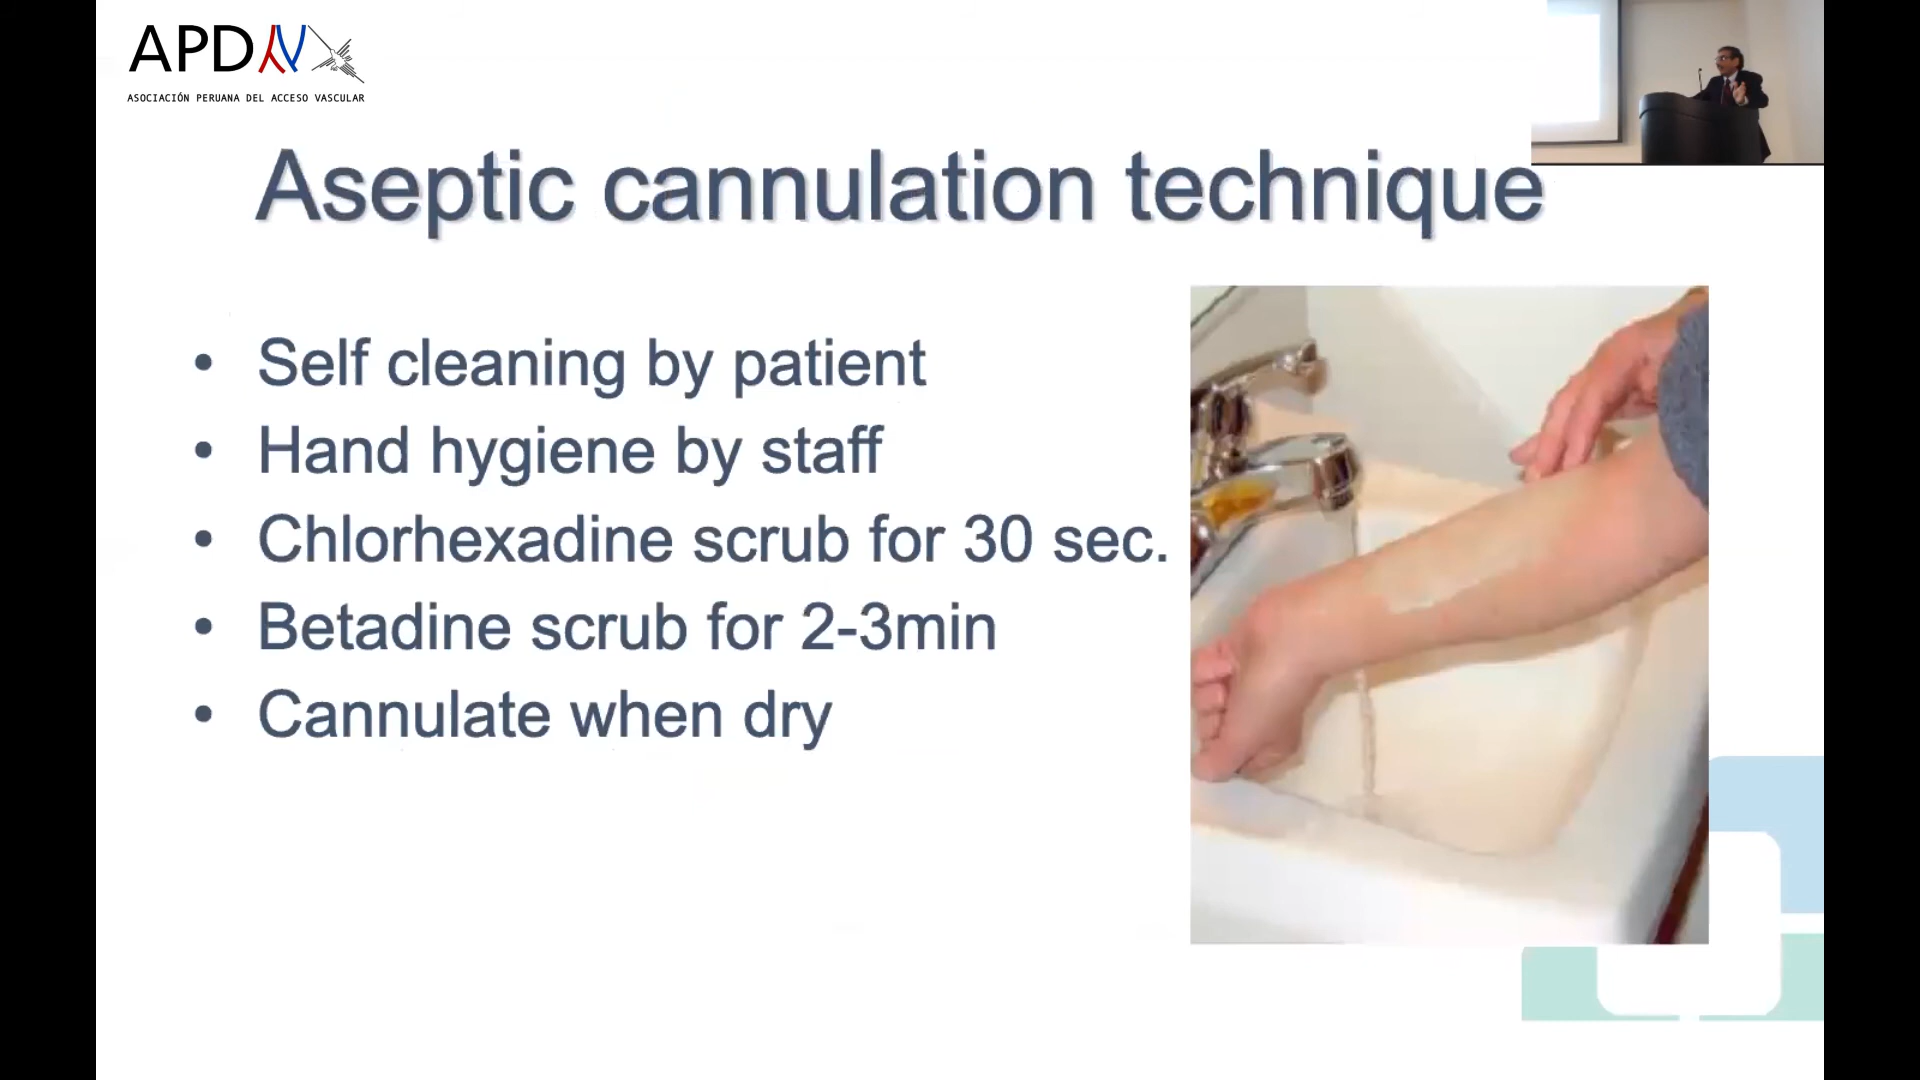 APDAV
ASOCIACIÓN PERUANA DEL ACCESO VASCULAR
Aseptic cannulation technique
• Self cleaning by patient
• Hand hygiene by staff
• Chlorhexadine scrub for 30 sec.
• Betadine scrub for 2-3min
• Cannulate when dry